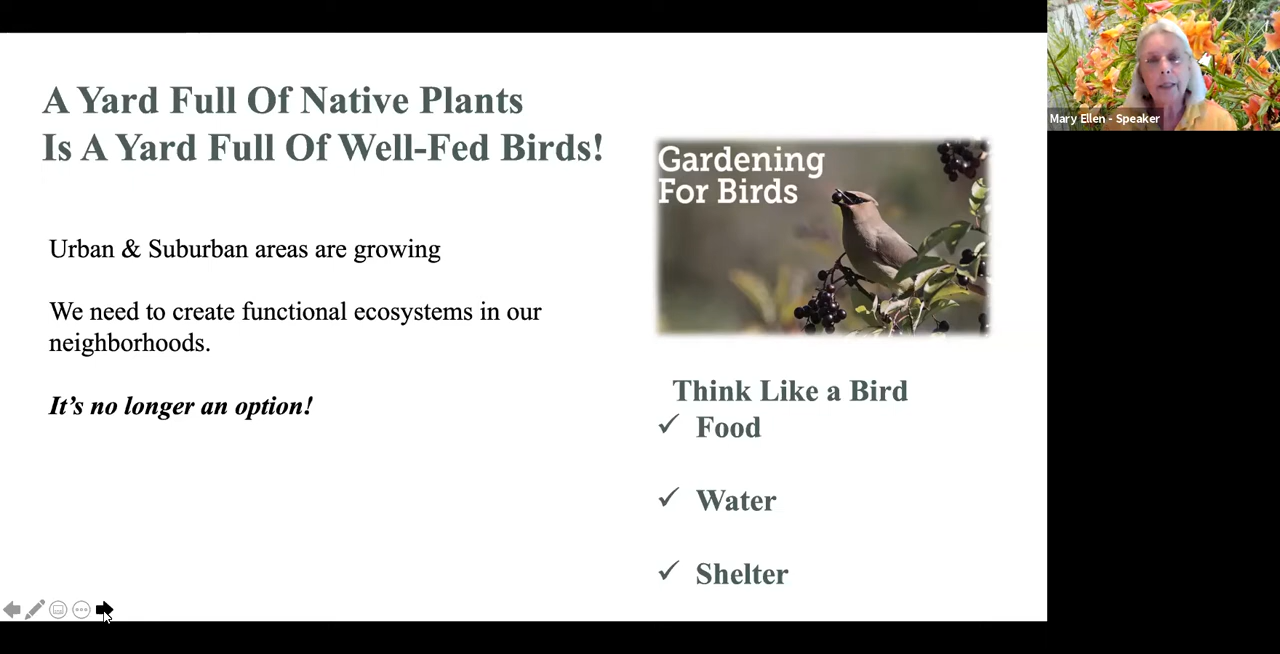 A Yard Full Of Native Plants
Is A Yard Full Of Well-Fed Birds!
Urban & Suburban areas are growing
We need to create functional ecosystems in our
neighborhoods.
It’s no longer an option!
Gardening
For Birds
Think Like a Bird
✓ Food
✓ Water
✓ Shelter
Mary Ellen - Speaker